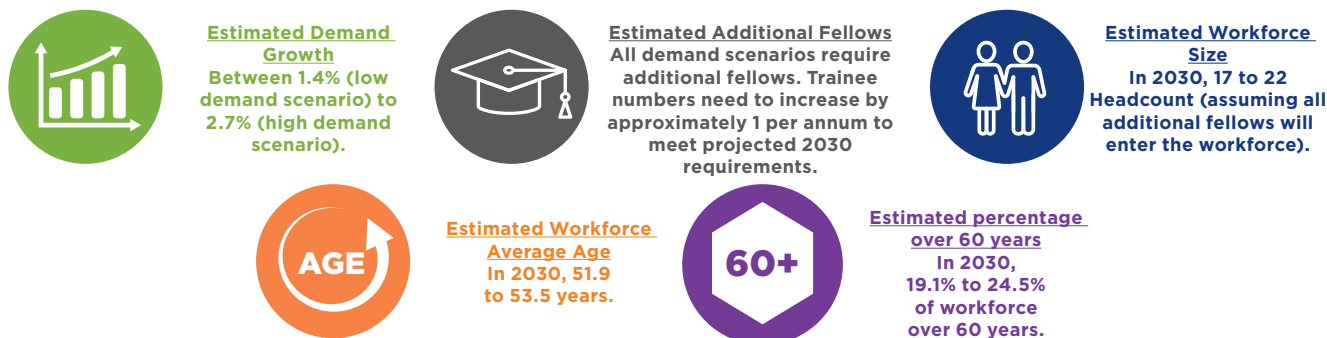 Estimated Demand
Growth
Between 1.4% (low
demand scenario) to
2.7% (high demand
scenario).
Estimated Additional Fellows
All demand scenarios require
additional fellows. Trainee
numbers need to increase by
approximately 1 per annum to
meet projected 2030
requirements.
Estimated Workforce
Size
In 2030, 17 to 22
Headcount (assuming all
additional fellows will
enter the workforce).
AGE
Estimated Workforce
Average Age
In 2030, 51.9
to 53.5 years.
60+
Estimated percentage
over 60 years
In 2030,
19.1% to 24.5%
of workforce
over 60 years.